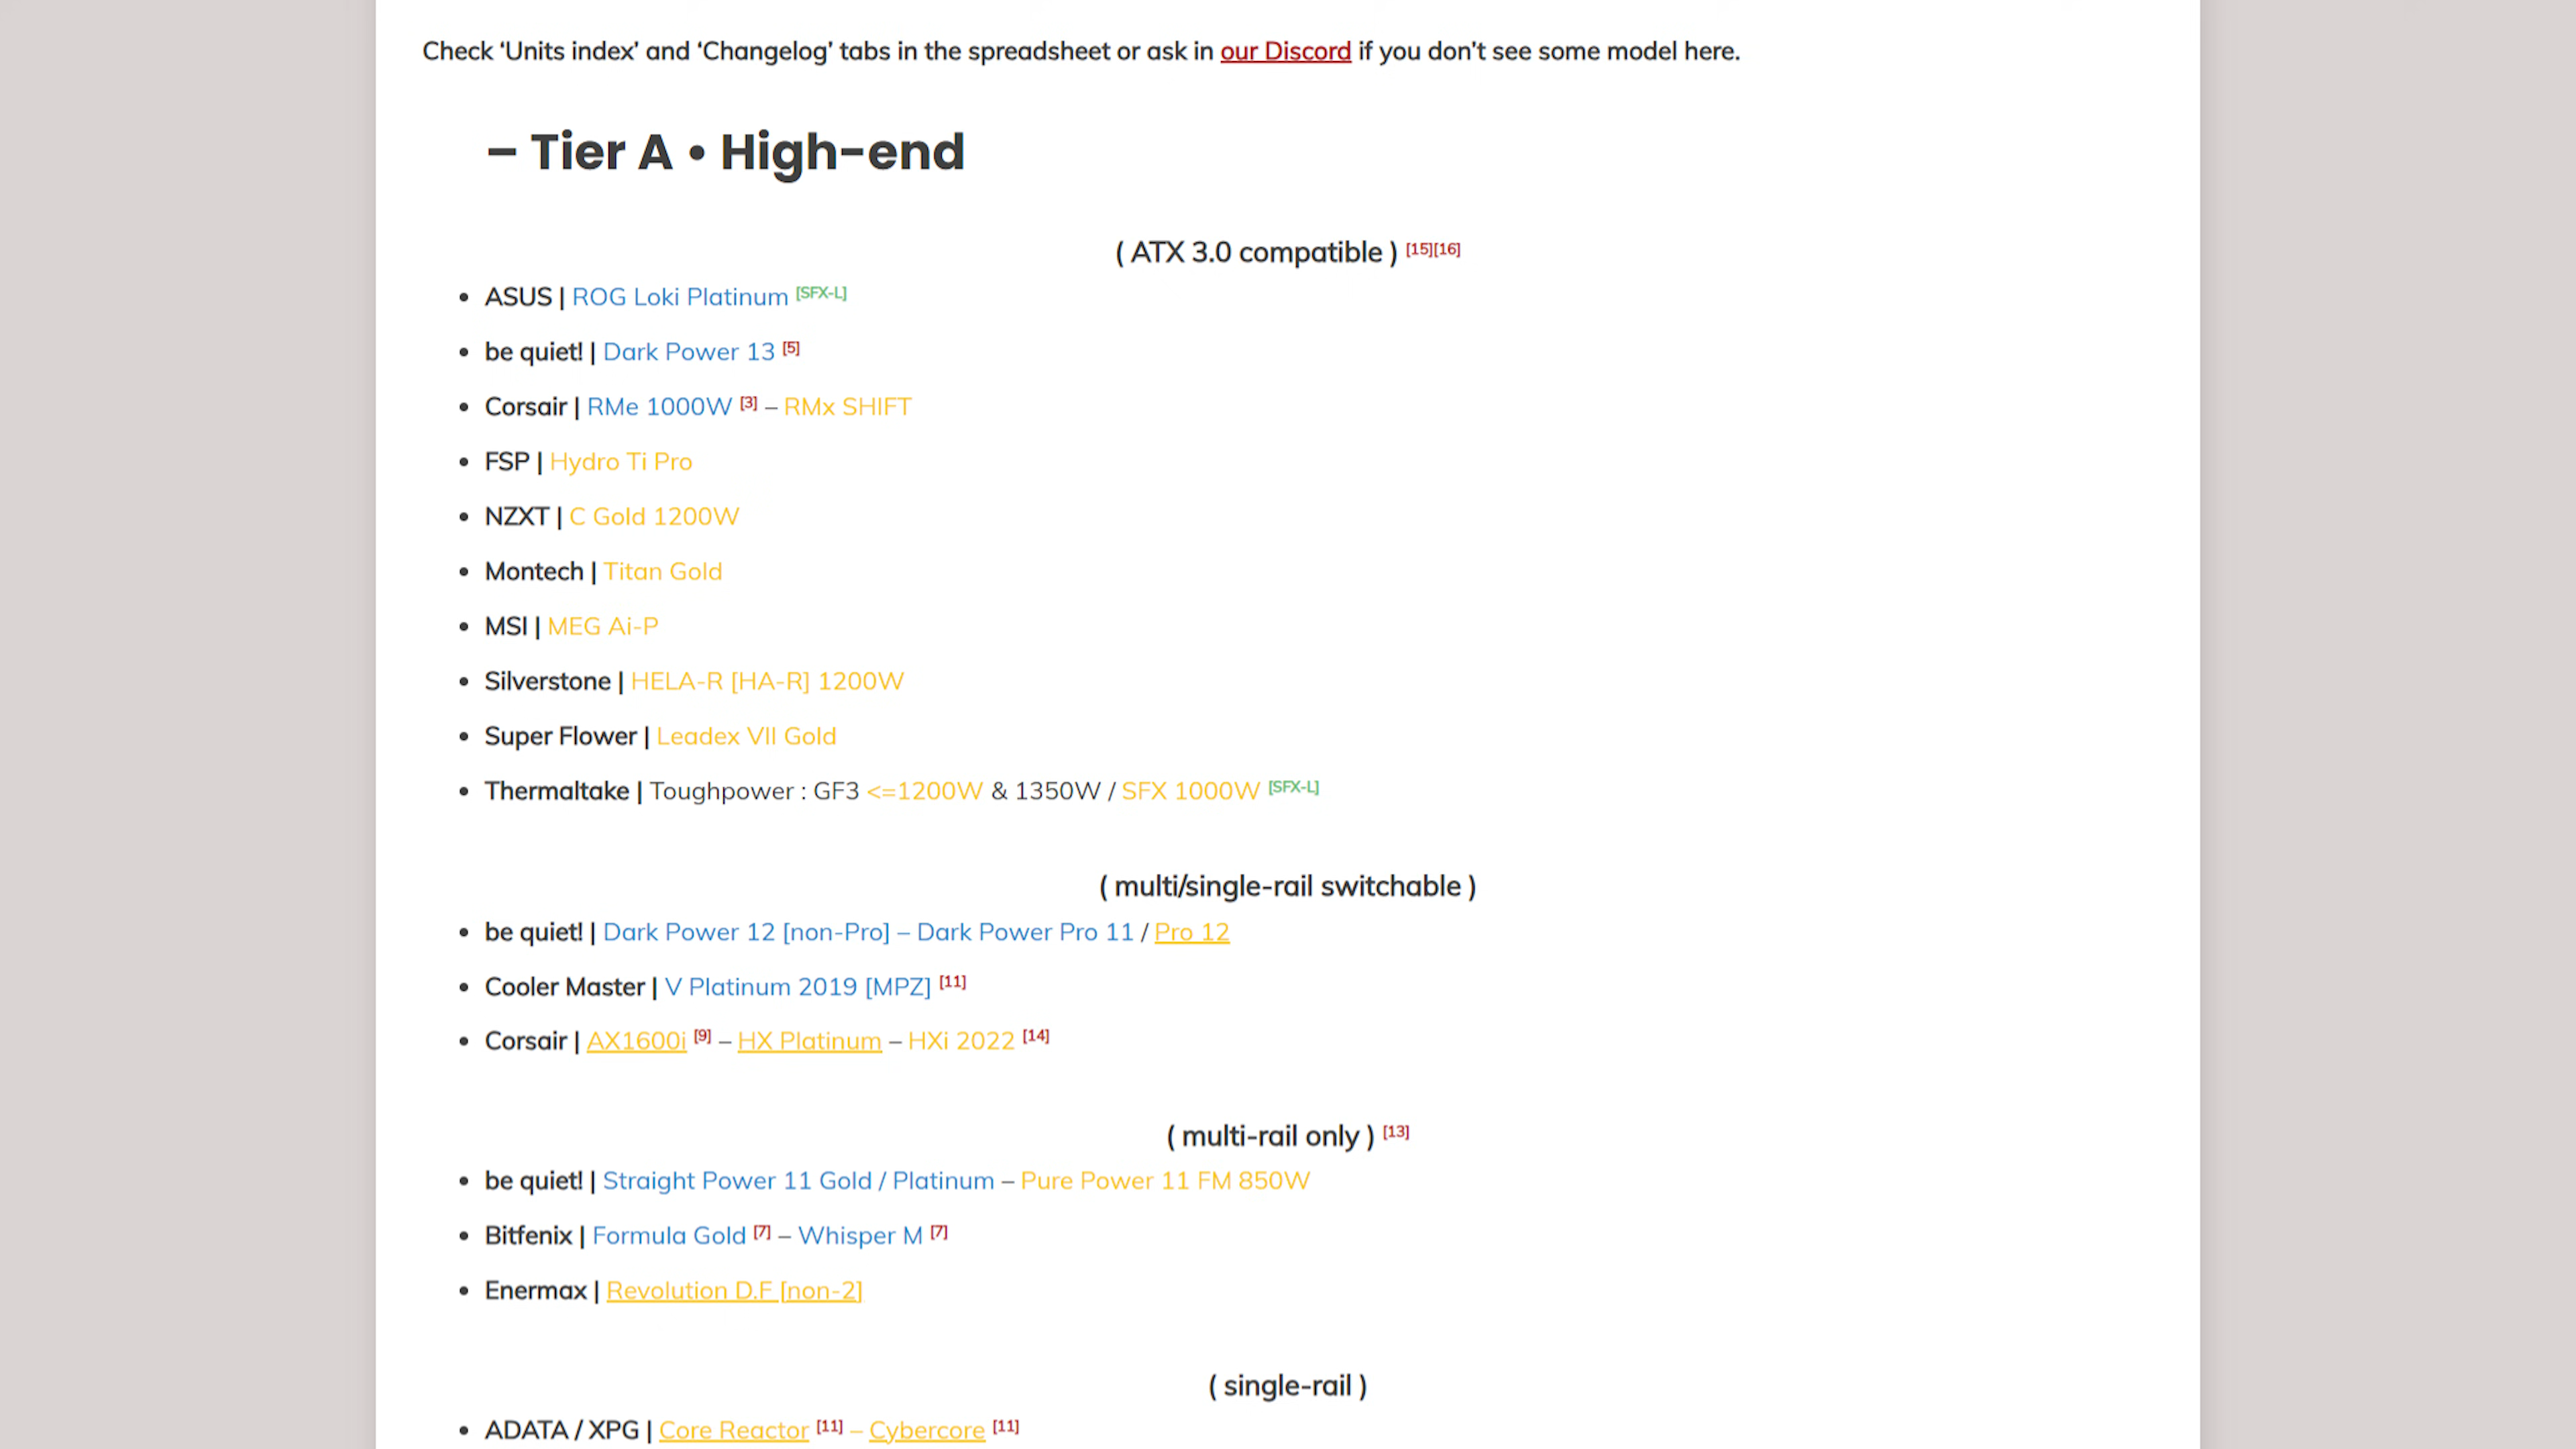 Check ‘Units index’ and ‘Changelog’ tabs in the spreadsheet or ask in our Discord if you don’t see some model here.
– Tier A • High-end
( ATX 3.0 compatible ) [15][16]
• ASUS | ROG Loki Platinum [SFX-L]
• be quiet! | Dark Power 13 [5]
• Corsair | RMe 1000W [3] – RMx SHIFT
• FSP | Hydro Ti Pro
• NZXT | C Gold 1200W
• Montech | Titan Gold
• MSI | MEG Ai-P
• Silverstone | HELA-R [HA-R] 1200W
• Super Flower | Leadex VII Gold
• Thermaltake | Toughpower : GF3 <=1200W & 1350W / SFX 1000W [SFX-L]
( multi/single-rail switchable )
• be quiet! | Dark Power 12 [non-Pro] – Dark Power Pro 11 / Pro 12
• Cooler Master | V Platinum 2019 [MPZ] [11]
• Corsair | AX1600i [9] – HX Platinum – HXi 2022 [14]
( multi-rail only ) [13]
• be quiet! | Straight Power 11 Gold / Platinum – Pure Power 11 FM 850W
• Bitfenix | Formula Gold [7] – Whisper M [7]
• Enermax | Revolution D.F [non-2]
( single-rail )
• ADATA / XPG | Core Reactor [11] – Cybercore [11]